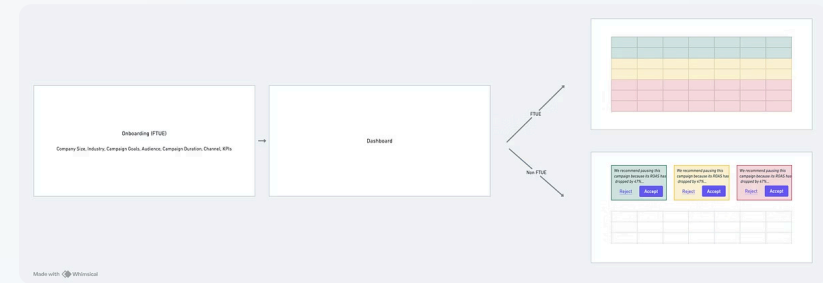 Onboarding (FTUE)
Company Size, Industry, Campaign Goals, Audience, Campaign Duration, Channel, KPIs
Dashboard
FTUE
Non FTUE
We recommend pausing this
campaign because its ROAS has
dropped by 47%...
Reject Accept
We recommend pausing this
campaign because its ROAS has
dropped by 47%...
Reject Accept
We recommend pausing this
campaign because its ROAS has
dropped by 47%...
Reject Accept
Made with Whimsical